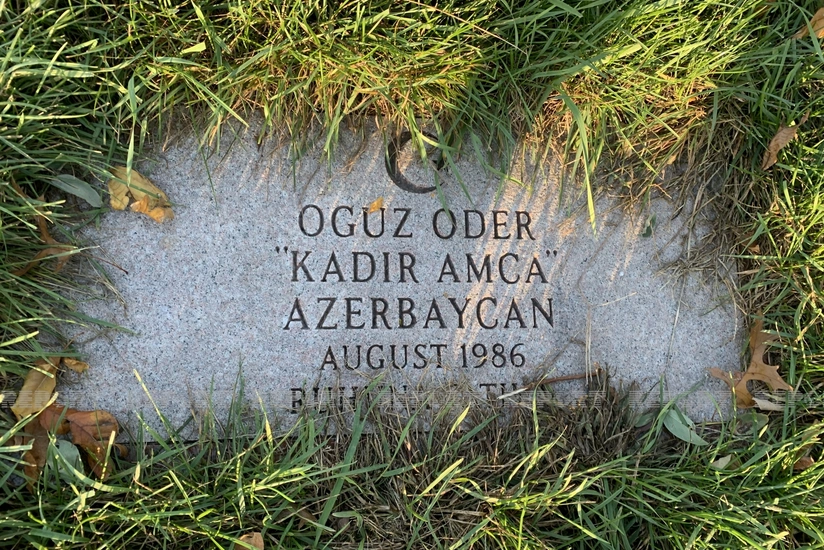 OGUZ ODER
"KADIR AMCA"
AZERBAYCAN
AUGUST 1986